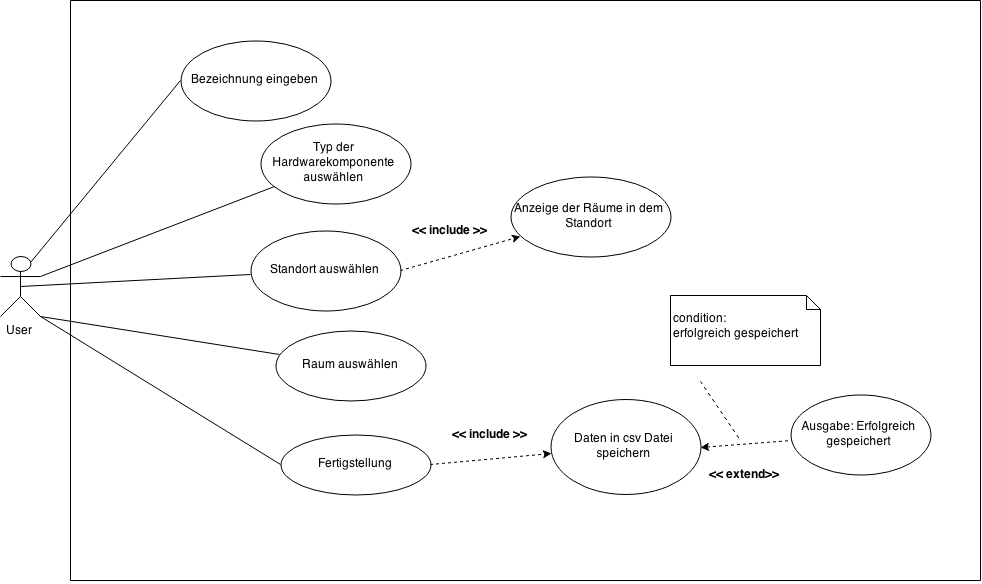 Bezeichnung eingeben
Typ der
Hardwarekomponente
auswählen
Anzeige der Räume in dem
Standort
<< include >>
Standort auswählen
User
condition:
erfolgreich gespeichert
Raum auswählen
Ausgabe: Erfolgreich
gespeichert
<< include >>
Daten in csv Datei
speichern
Fertigstellung
<< extend>>